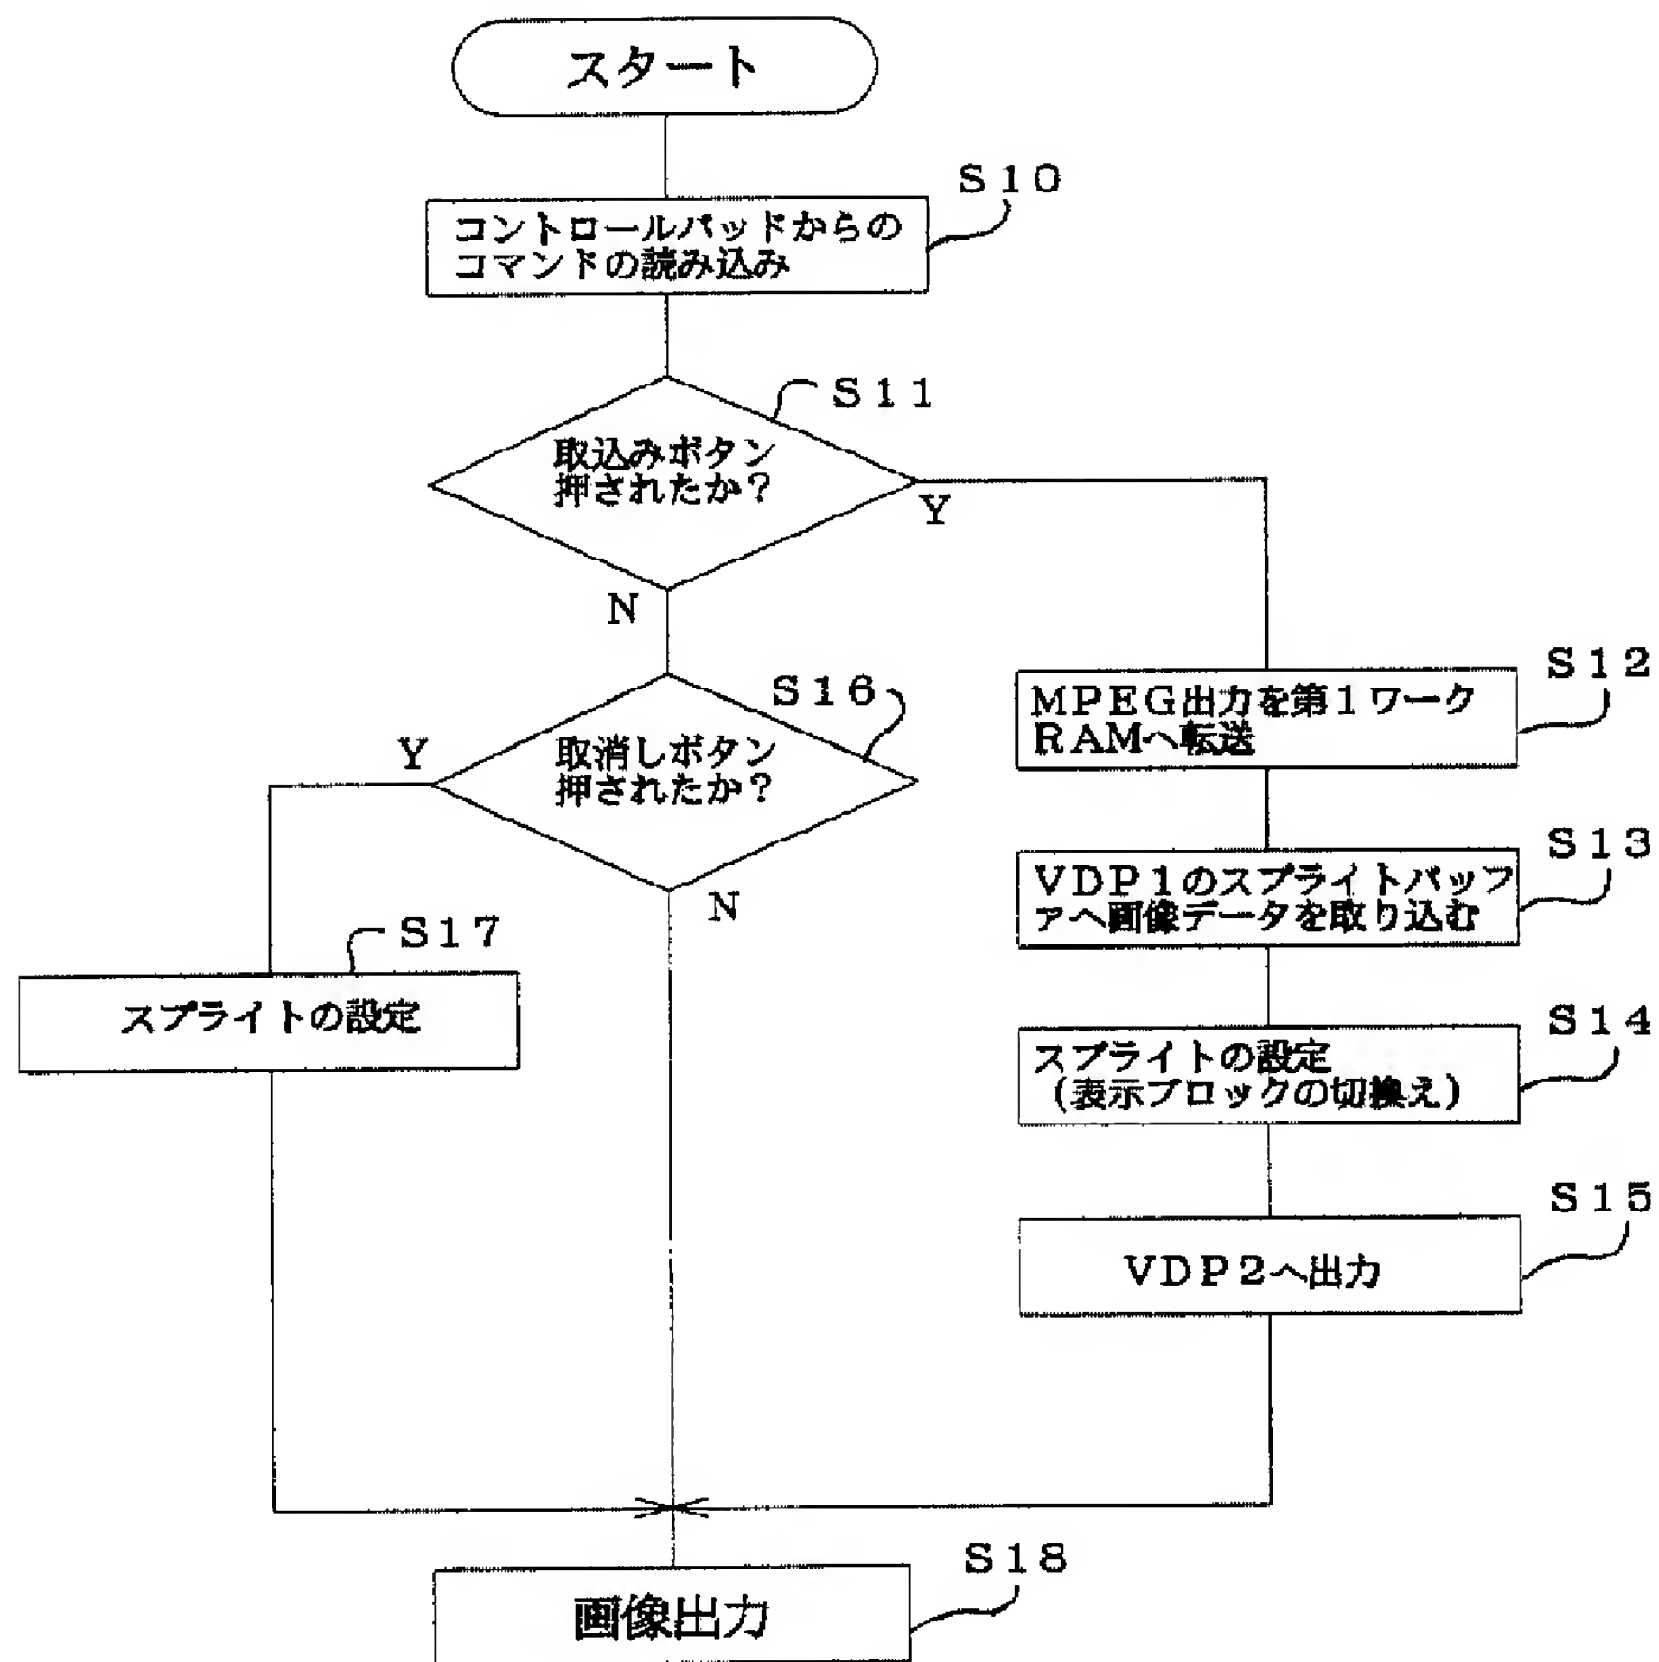 スタート
S10
コントロールパッドからの
コマンドの読み込み
S11
取込みボタン
押されたか？
Y
N
S12
MPEG出力を第1ワーク
RAMへ転送
S16
取消しボタン
押されたか？
Y
N
S13
VDP1のスプライトバッフ
ァへ画像データを取り込む
S17
スプライトの設定
S14
スプライトの設定
（表示ブロックの切換え）
S15
VDP2へ出力
S18
画像出力